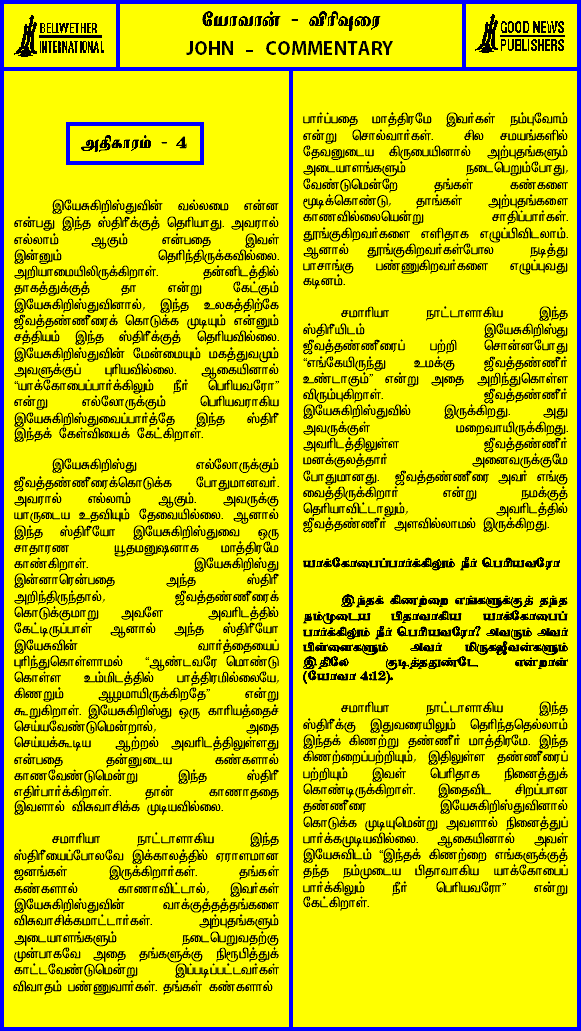 BELWETHER
INTERNATIONAL
யோவான் - விரிவுரை
JOHN - COMMENTARY
GOOD NEWS
PUBLISHERS
அதிகாரம் - 4
இயேசுகிறிஸ்துவின் வல்லமை என்ன
என்பது இந்த ஸ்திரீக்குத் தெரியாது. அவரால்
எல்லாம் ஆகும் என்பதை இவள்
இன்னும் தெரிந்திருக்கவில்லை.
அறியாமையிலிருக்கிறாள். தன்னிடத்தில்
தாகத்துக்குத் தா என்று கேட்கும்
இயேசுகிறிஸ்துவினால், இந்த உலகத்திற்கே
ஜீவத்தண்ணீரைக் கொடுக்க முடியும் என்னும்
சத்தியம் இந்த ஸ்திரீக்குத் தெரியவில்லை.
இயேசுகிறிஸ்துவின் மேன்மையும் மகத்துவமும்
அவளுக்குப் புரியவில்லை. ஆகையினால்
“யாக்கோபைப்பார்க்கிலும் நீர் பெரியவரோ”
என்று எல்லோருக்கும் பெரியவராகிய
இயேசுகிறிஸ்துவைப்பார்த்தே இந்த ஸ்திரீ
இந்தக் கேள்வியைக் கேட்கிறாள்.
இயேசுகிறிஸ்து எல்லோருக்கும்
ஜீவத்தண்ணீரைக்கொடுக்க போதுமானவர்.
அவரால் எல்லாம் ஆகும். அவருக்கு
யாருடைய உதவியும் தேவையில்லை. ஆனால்
இந்த ஸ்திரீயோ இயேசுகிறிஸ்துவை ஒரு
சாதாரண யூதமனுஷனாக மாத்திரமே
காண்கிறாள். இயேசுகிறிஸ்து
இன்னாரென்பதை அந்த ஸ்திரீ
அறிந்திருந்தால், ஜீவத்தண்ணீரைக்
கொடுக்குமாறு அவளே அவரிடத்தில்
கேட்டிருப்பாள் ஆனால் அந்த ஸ்திரீயோ
இயேசுவின் வார்த்தையைப்
புரிந்துகொள்ளாமல் “ஆண்டவரே மொண்டு
கொள்ள உம்மிடத்தில் பாத்திரமில்லையே,
கிணறும் ஆழமாயிருக்கிறதே” என்று
கூறுகிறாள். இயேசுகிறிஸ்து ஒரு காரியத்தைச்
செய்யவேண்டுமென்றால், அதை
செய்யக்கூடிய ஆற்றல் அவரிடத்திலுள்ளது
என்பதை தன்னுடைய கண்களால்
காணவேண்டுமென்று இந்த ஸ்திரீ
எதிர்பார்க்கிறாள். தான் காணாததை
இவளால் விசுவாசிக்க முடியவில்லை.
சமாரியா நாட்டாளாகிய இந்த
ஸ்திரீயைப்போலவே இக்காலத்தில் ஏராளமான
ஜனங்கள் இருக்கிறார்கள். தங்கள்
கண்களால் காணாவிட்டால், இவர்கள்
இயேசுகிறிஸ்துவின் வாக்குத்தத்தங்களை
விசுவாசிக்கமாட்டார்கள். அற்புதங்களும்
அடையாளங்களும் நடைபெறுவதற்கு
முன்பாகவே அதை தங்களுக்கு நிரூபித்துக்
காட்டவேண்டுமென்று இப்படிப்பட்டவர்கள்
விவாதம் பண்ணுவார்கள். தங்கள் கண்களால்
பார்ப்பதை மாத்திரமே இவர்கள் நம்புவோம்
என்று சொல்வார்கள். சில சமயங்களில்
தேவனுடைய கிருபையினால் அற்புதங்களும்
அடையாளங்களும் நடைபெறும்போது,
வேண்டுமென்றே தங்கள் கண்களை
மூடிக்கொண்டு, தாங்கள் அற்புதங்களை
காணவில்லையென்று சாதிப்பார்கள்.
தூங்குகிறவர்களை எளிதாக எழுப்பிவிடலாம்.
ஆனால் தூங்குகிறவர்கள்போல நடித்து
பாசாங்கு பண்ணுகிறவர்களை எழுப்புவது
கடினம்.
சமாரியா நாட்டாளாகிய இந்த
ஸ்திரீயிடம் இயேசுகிறிஸ்து
ஜீவத்தண்ணீரைப் பற்றி சொன்னபோது
“எங்கேயிருந்து உமக்கு ஜீவத்தண்ணீர்
உண்டாகும்” என்று அதை அறிந்துகொள்ள
விரும்புகிறாள். ஜீவத்தண்ணீர்
இயேசுகிறிஸ்துவில் இருக்கிறது. அது
அவருக்குள் மறைவாயிருக்கிறது.
அவரிடத்திலுள்ள ஜீவத்தண்ணீர்
மனக்குலத்தார் அனைவருக்குமே
போதுமானது. ஜீவத்தண்ணீரை அவர் எங்கு
வைத்திருக்கிறார் என்று நமக்குத்
தெரியாவிட்டாலும், அவரிடத்தில்
ஜீவத்தண்ணீர் அளவில்லாமல் இருக்கிறது.
யாக்கோபைப்பார்க்கிலும் நீர் பெரியவரோ
இந்தக் கிணற்றை எங்களுக்குத் தந்த
நம்முடைய பிதாவாகிய யாக்கோபைப்
பார்க்கிலும் நீர் பெரியவரோ? அவரும் அவர்
பிள்ளைகளும் அவர் மிருகஜீவன்களும்
இதிலே குடித்ததுண்டே என்றாள்
(யோவா 4:12).
சமாரியா நாட்டாளாகிய இந்த
ஸ்திரீக்கு இதுவரையிலும் தெரிந்ததெல்லாம்
இந்தக் கிணற்று தண்ணீர் மாத்திரமே. இந்த
கிணற்றைப்பற்றியும், இதிலுள்ள தண்ணீரைப்
பற்றியும் இவள் பெரிதாக நினைத்துக்
கொண்டிருக்கிறாள். இதைவிட சிறப்பான
தண்ணீரை இயேசுகிறிஸ்துவினால்
கொடுக்க முடியுமென்று அவளால் நினைத்துப்
பார்க்கமுடியவில்லை. ஆகையினால் அவள்
இயேசுவிடம் “இந்தக் கிணற்றை எங்களுக்குத்
தந்த நம்முடைய பிதாவாகிய யாக்கோபைப்
பார்க்கிலும் நீர் பெரியவரோ” என்று
கேட்கிறாள்.